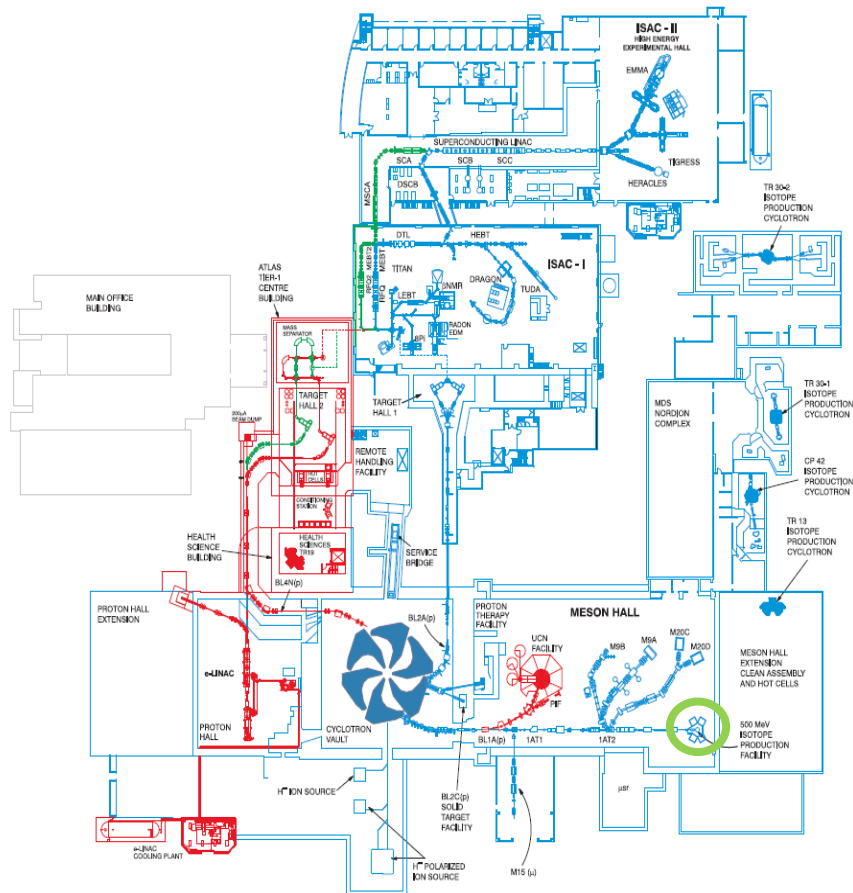 ISAC - II
HIGH ENERGY
EXPERIMENTAL HALL
EMMA
SUPERCONDUCTING LINAC
SCA
SCB
SCC
DSCB
TIGRESS
HERACLES
MSCA
TR 30-2
ISOTOPE
PRODUCTION
CYCLOTRON
DTL
HEBT
ISAC - I
MEBT2
RFQ2
MEBT
RFQ
TITAN
LEBT
βNMR
DRAGON
TUDA
RADON
EDM
ATLAS
TIER-1
CENTRE
BUILDING
MAIN OFFICE
BUILDING
MASS
SEPARATOR
TARGET
HALL 2
TARGET
HALL 1
200µA
BEAM DUMP
REMOTE
HANDLING
FACILITY
HOT
CELLS
CONDITIONING
STATION
MDS
NORDION
COMPLEX
TR 30-1
ISOTOPE
PRODUCTION
CYCLOTRON
CP 42
ISOTOPE
PRODUCTION
CYCLOTRON
TR 13
ISOTOPE
PRODUCTION
CYCLOTRON
HEALTH
SCIENCE
BUILDING
HEALTH
SCIENCES
TR19
SERVICE
BRIDGE
BL4N(p)
BL2A(p)
PROTON HALL
EXTENSION
e-LINAC
PROTON
HALL
CYCLOTRON
VAULT
PROTON
THERAPY
FACILITY
MESON HALL
UCN
FACILITY
PIF
M9B
M9A
M20C
M20D
BL1A(p)
1AT1
1AT2
MESON HALL
EXTENSION
CLEAN ASSEMBLY
AND HOT CELLS
500 MeV
ISOTOPE
PRODUCTION
FACILITY
µSf
H⁻ ION SOURCE
BL2C(p)
SOLID
TARGET
FACILITY
H⁻ POLARIZED
ION SOURCE
M15 (µ)
e-LINAC
COOLING PLANT